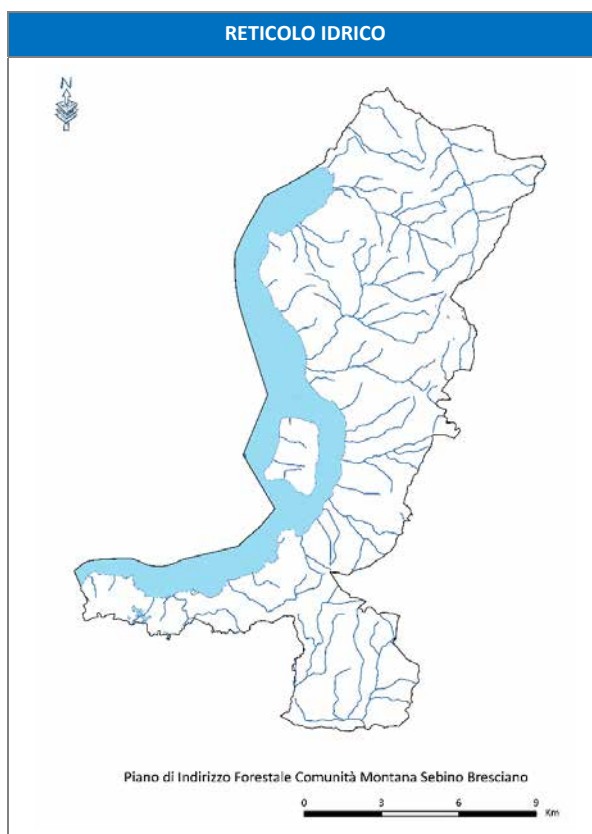 RETICOLO IDRICO
N
Piano di Indirizzo Forestale Comunità Montana Sebino Bresciano
0 3 6 9
Km